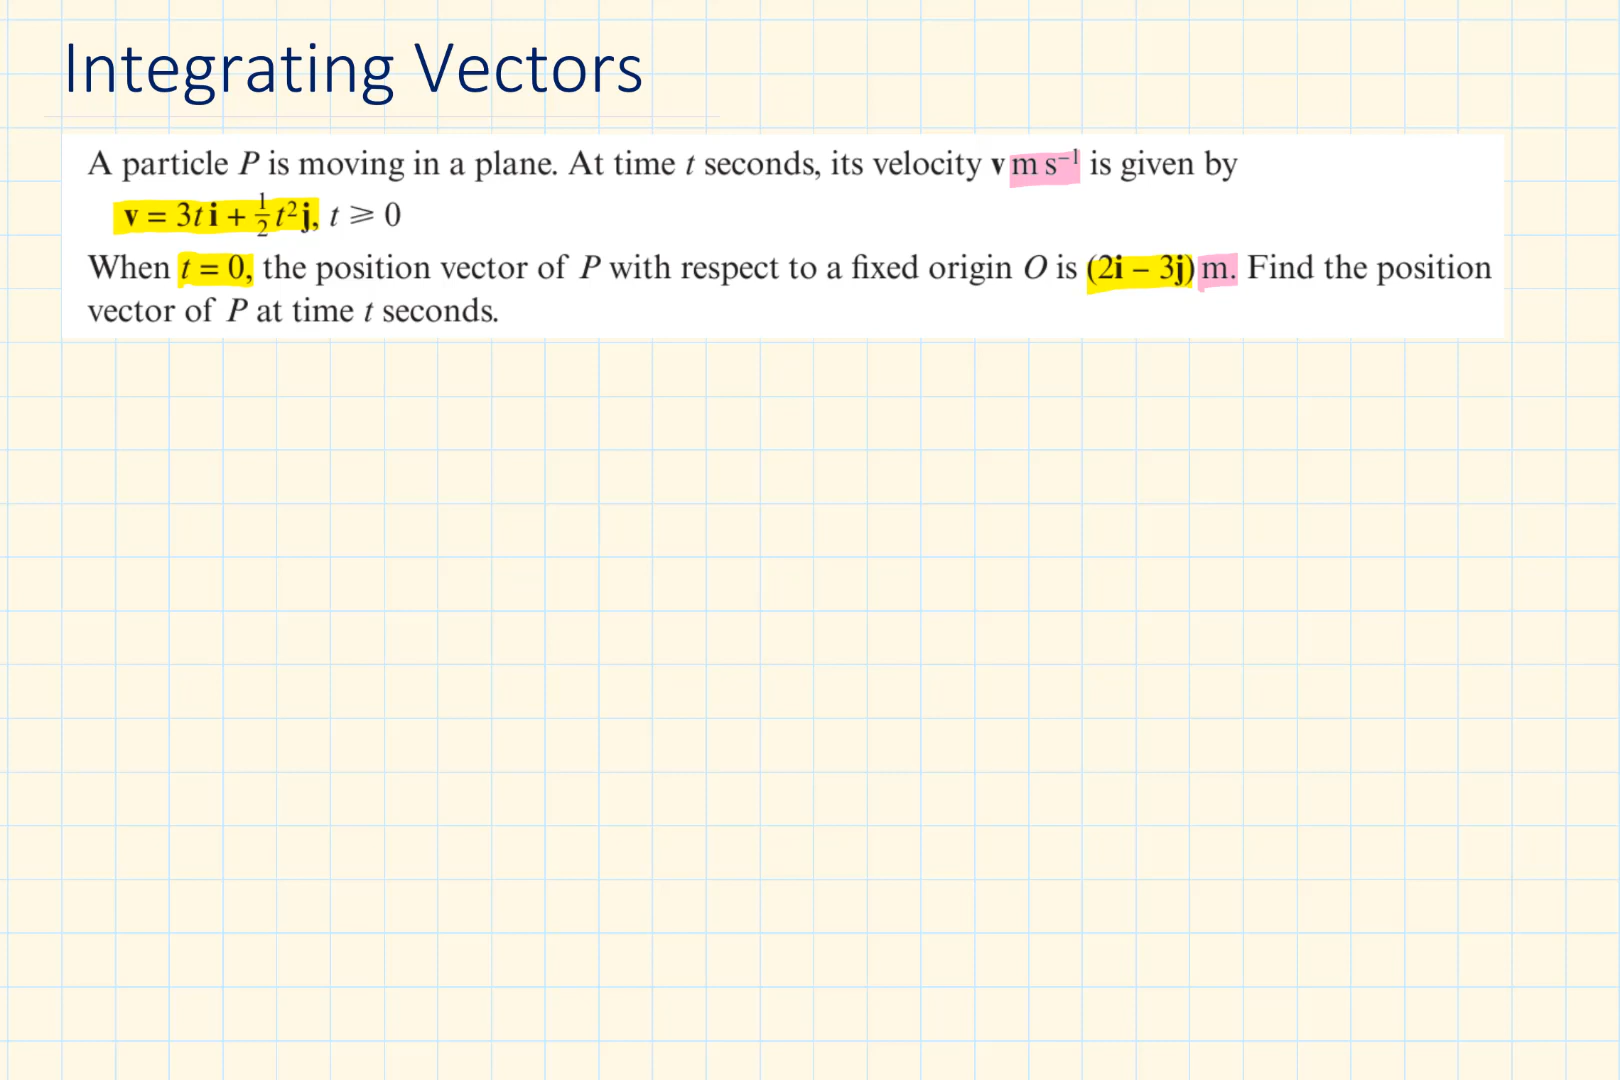 Integrating Vectors
A particle P is moving in a plane. At time t seconds, its velocity v m s⁻¹ is given by
v = 3t i + ½t² j, t ⩾ 0
When t = 0, the position vector of P with respect to a fixed origin O is (2i – 3j) m. Find the position
vector of P at time t seconds.